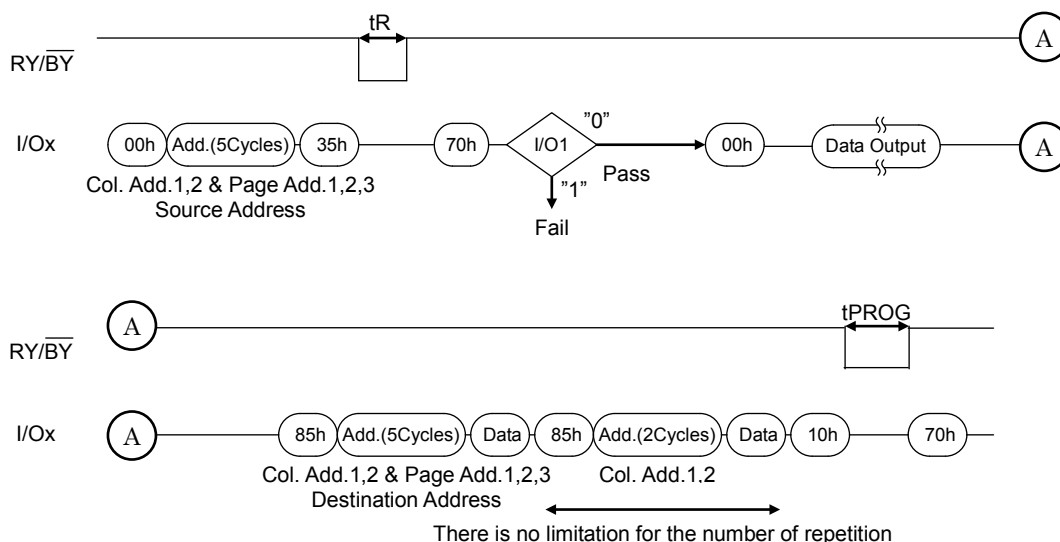 tR
A
RY/BY
I/Ox
00h Add.(5Cycles) 35h 70h I/O1 "0" 00h Data Output A
Pass
"1"
Col. Add.1,2 & Page Add.1,2,3
Source Address
Fail
A
tPROG
RY/BY
I/Ox
A 85h Add.(5Cycles) Data 85h Add.(2Cycles) Data 10h 70h
Col. Add.1,2 & Page Add.1,2,3 Col. Add.1,2
Destination Address
There is no limitation for the number of repetition